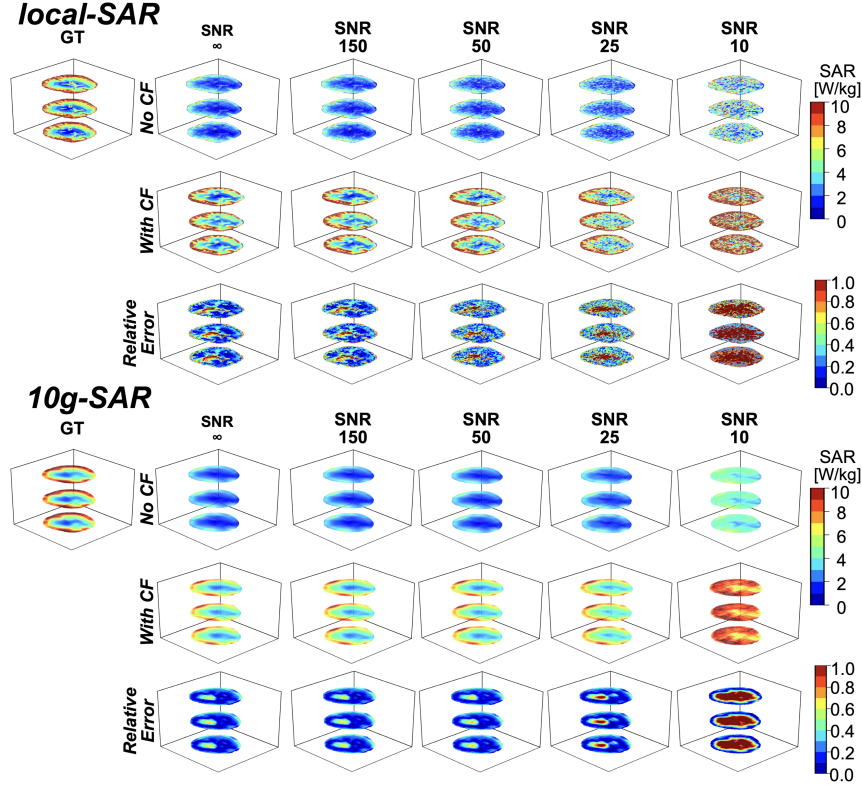 local-SAR
GT
SNR
∞
SNR
150
SNR
50
SNR
25
SNR
10
No CF
SAR
[W/kg]
10
8
6
4
2
0
With CF
Relative
Error
1.0
0.8
0.6
0.4
0.2
0.0
10g-SAR
GT
SNR
∞
SNR
150
SNR
50
SNR
25
SNR
10
No CF
SAR
[W/kg]
10
8
6
4
2
0
With CF
Relative
Error
1.0
0.8
0.6
0.4
0.2
0.0